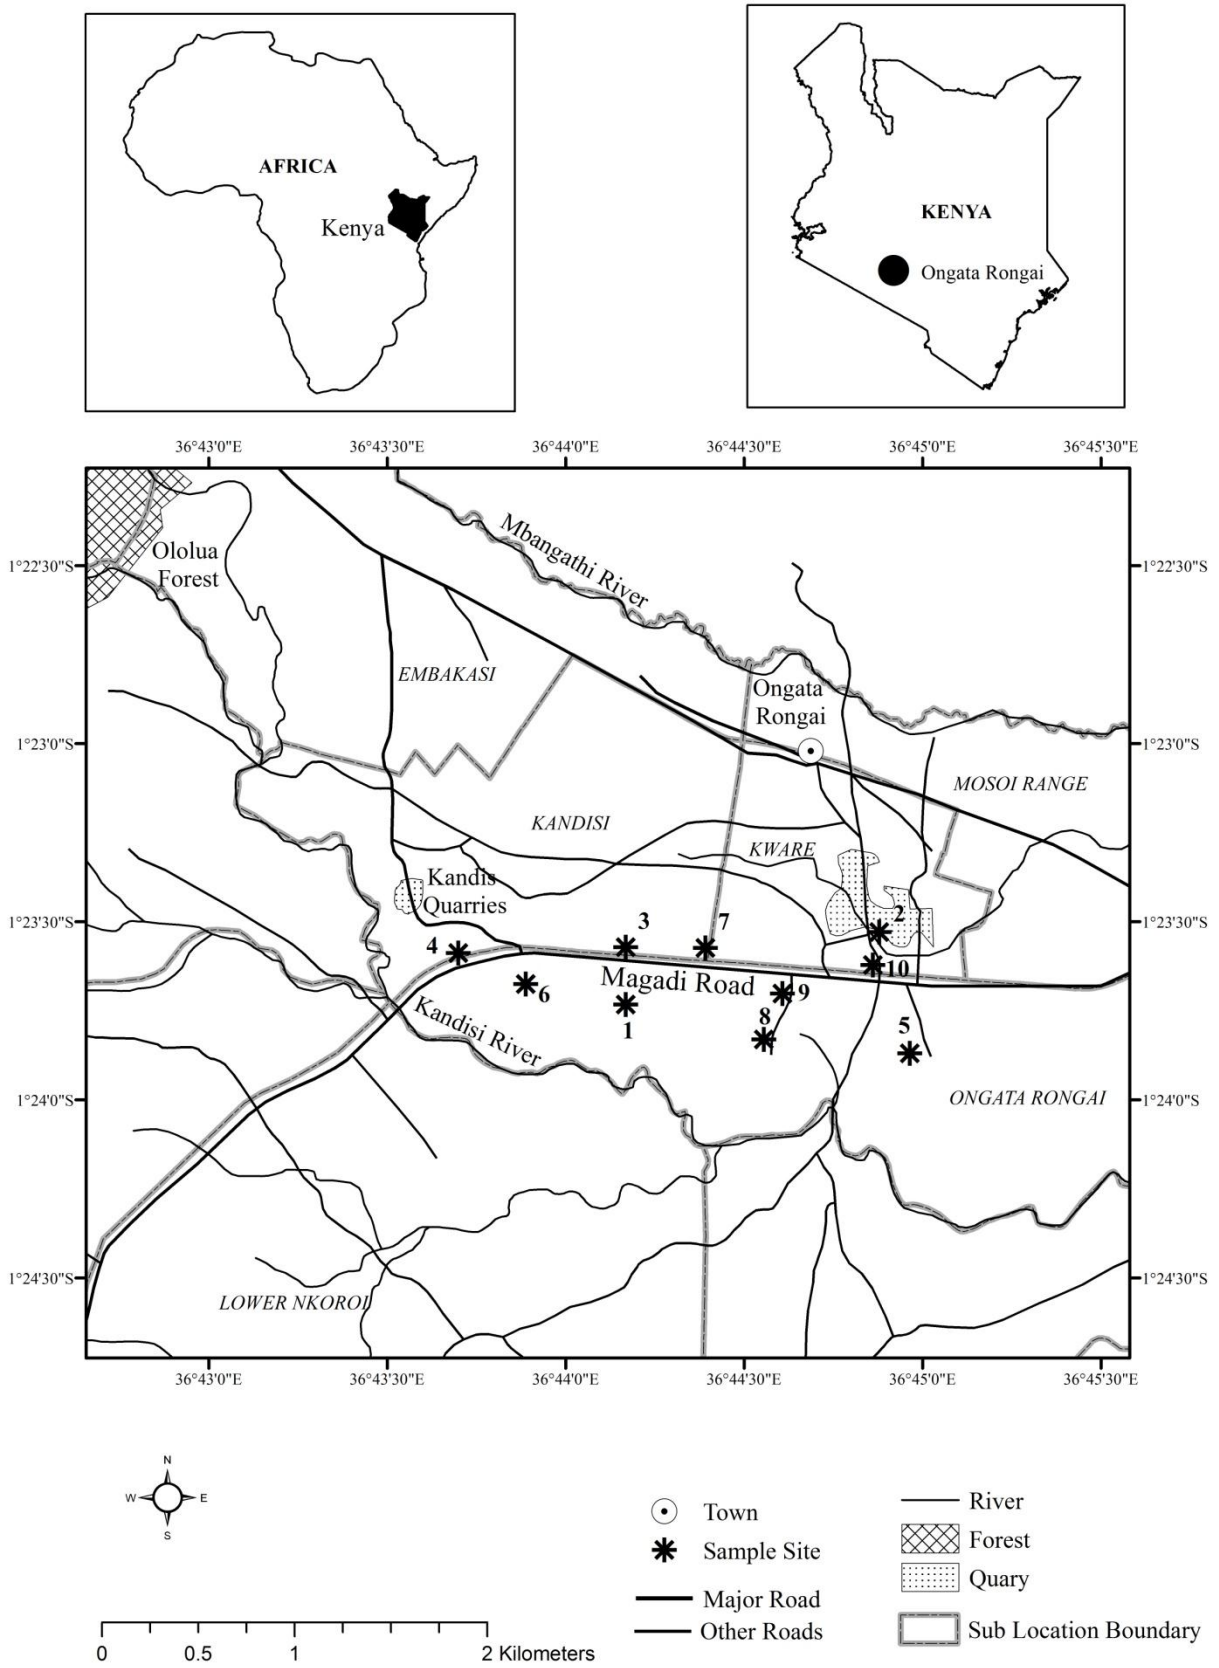 AFRICA
Kenya
KENYA
Ongata Rongai
36°43'0"E
36°43'30"E
36°44'0"E
36°44'30"E
36°45'0"E
36°45'30"E
Mbangathi River
Ololua
Forest
1°22'30"S
1°22'30"S
EMBAKASI
Ongata
Rongai
1°23'0"S
1°23'0"S
MOSOI RANGE
KANDISI
KWARE
Kandis
Quarries
1°23'30"S
1°23'30"S
3
7
2
4
10
Magadi Road
6
9
1
8
5
Kandisi River
1°24'0"S
1°24'0"S
ONGATA RONGAI
1°24'30"S
1°24'30"S
LOWER NKOROI
36°43'0"E
36°43'30"E
36°44'0"E
36°44'30"E
36°45'0"E
36°45'30"E
N
W
E
S
Town
Sample Site
Major Road
Other Roads
River
Forest
Quary
Sub Location Boundary
0
0.5
1
2 Kilometers